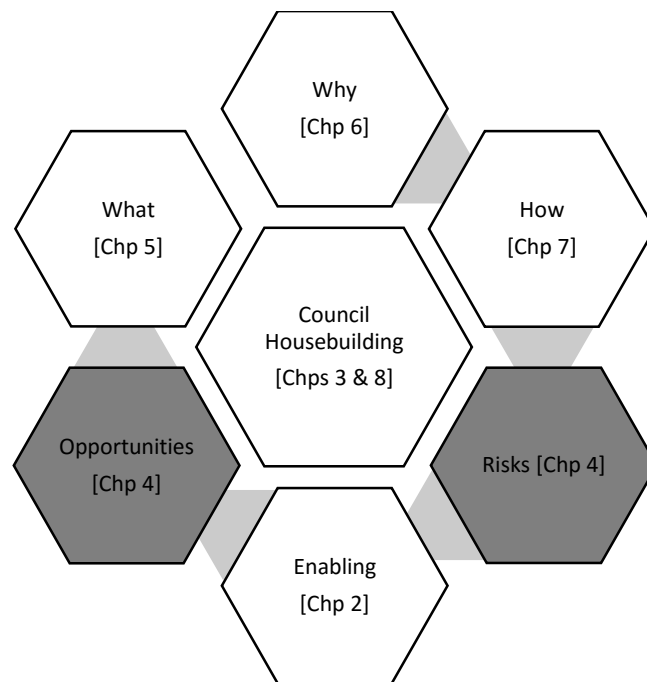 Why
[Chp 6]
What
[Chp 5]
How
[Chp 7]
Council
Housebuilding
[Chps 3 & 8]
Opportunities
[Chp 4]
Risks [Chp 4]
Enabling
[Chp 2]